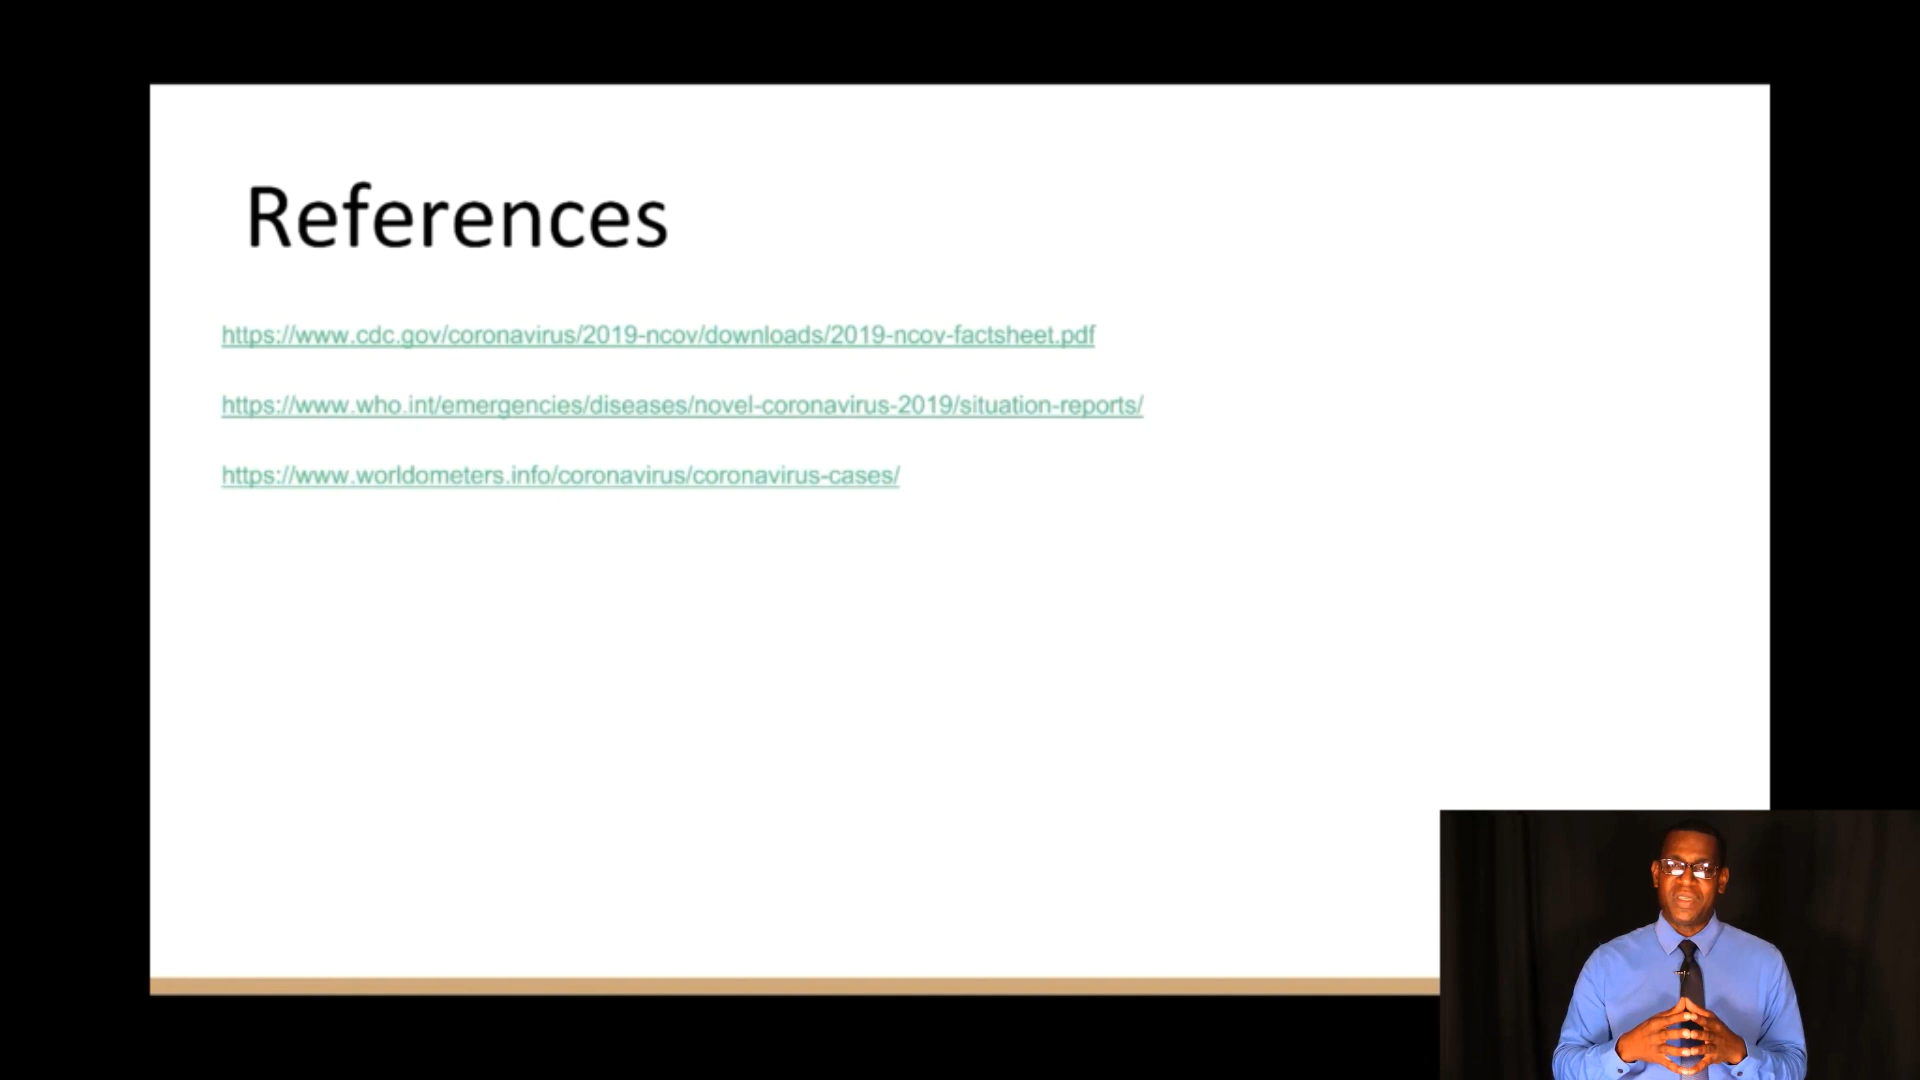 References
https://www.cdc.gov/coronavirus/2019-ncov/downloads/2019-ncov-factsheet.pdf
https://www.who.int/emergencies/diseases/novel-coronavirus-2019/situation-reports/
https://www.worldometers.info/coronavirus/coronavirus-cases/